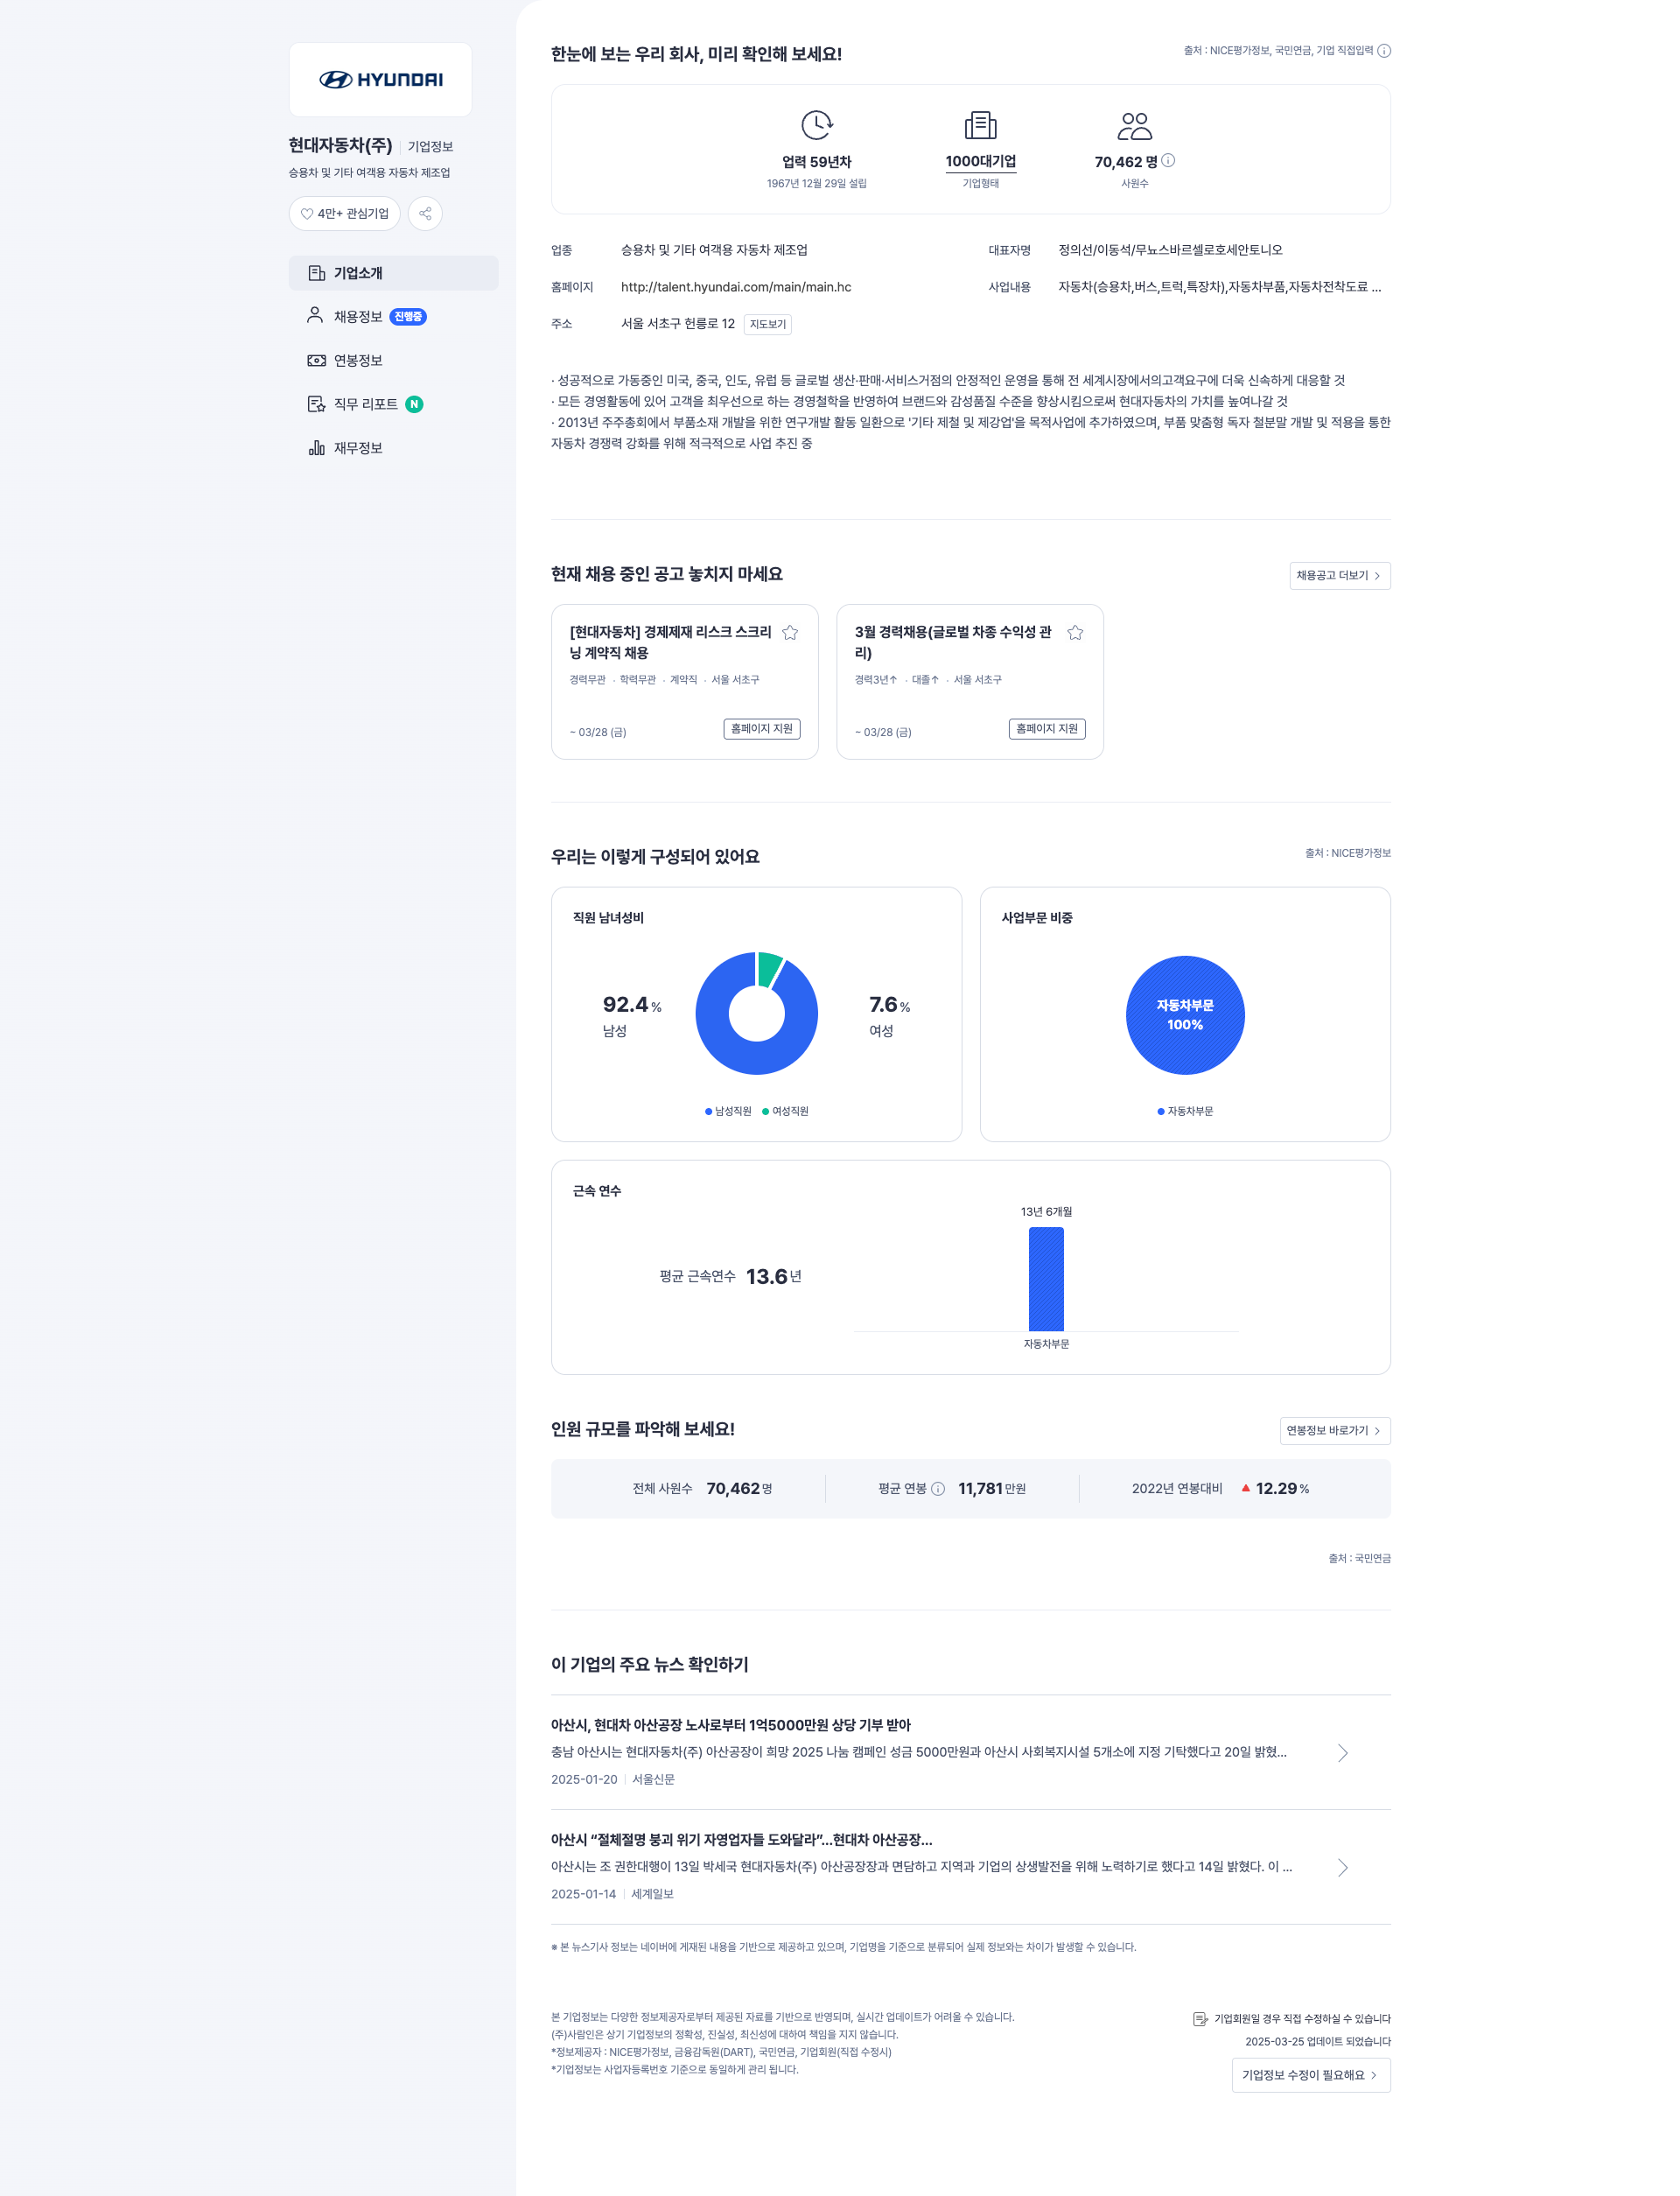 HYUNDAI
현대자동차(주) 기업정보
승용차 및 기타 여객용 자동차 제조업
4만+ 관심기업
기업소개
채용정보 진행중
연봉정보
직무 리포트 N
재무정보
한눈에 보는 우리 회사, 미리 확인해 보세요!
출처 : NICE평가정보, 국민연금, 기업 직접입력
업력 59년차
1967년 12월 29일 설립
1000대기업
기업형태
70,462 명
사원수
업종 승용차 및 기타 여객용 자동차 제조업
대표자명 정의선/이동석/무뇨스바르셀로호세안토니오
홈페이지 http://talent.hyundai.com/main/main.hc
사업내용 자동차(승용차,버스,트럭,특장차),자동차부품,자동차전착도료 ...
주소 서울 서초구 헌릉로 12 지도보기
· 성공적으로 가동중인 미국, 중국, 인도, 유럽 등 글로벌 생산·판매·서비스거점의 안정적인 운영을 통해 전 세계시장에서의고객요구에 더욱 신속하게 대응할 것
· 모든 경영활동에 있어 고객을 최우선으로 하는 경영철학을 반영하여 브랜드와 감성품질 수준을 향상시킴으로써 현대자동차의 가치를 높여나갈 것
· 2013년 주주총회에서 부품소재 개발을 위한 연구개발 활동 일환으로 '기타 제철 및 제강업'을 목적사업에 추가하였으며, 부품 맞춤형 독자 철분말 개발 및 적용을 통한
자동차 경쟁력 강화를 위해 적극적으로 사업 추진 중
현재 채용 중인 공고 놓치지 마세요
채용공고 더보기
[현대자동차] 경제제재 리스크 스크리
닝 계약직 채용
경력무관 · 학력무관 · 계약직 · 서울 서초구
~ 03/28 (금)
홈페이지 지원
3월 경력채용(글로벌 차종 수익성 관
리)
경력3년↑ · 대졸↑ · 서울 서초구
~ 03/28 (금)
홈페이지 지원
우리는 이렇게 구성되어 있어요
출처 : NICE평가정보
직원 남녀성비
92.4%
남성
7.6%
여성
남성직원 여성직원
사업부문 비중
자동차부문
100%
자동차부문
근속 연수
평균 근속연수 13.6년
13년 6개월
자동차부문
인원 규모를 파악해 보세요!
연봉정보 바로가기
전체 사원수 70,462명
평균 연봉 11,781만원
2022년 연봉대비 ▲ 12.29%
출처 : 국민연금
이 기업의 주요 뉴스 확인하기
아산시, 현대차 아산공장 노사로부터 1억5000만원 상당 기부 받아
충남 아산시는 현대자동차(주) 아산공장이 희망 2025 나눔 캠페인 성금 5000만원과 아산시 사회복지시설 5개소에 지정 기탁했다고 20일 밝혔...
2025-01-20 서울신문
아산시 “절체절명 붕괴 위기 자영업자들 도와달라”...현대차 아산공장...
아산시는 조 권한대행이 13일 박세국 현대자동차(주) 아산공장장과 면담하고 지역과 기업의 상생발전을 위해 노력하기로 했다고 14일 밝혔다. 이 ...
2025-01-14 세계일보
※ 본 뉴스기사 정보는 네이버에 게재된 내용을 기반으로 제공하고 있으며, 기업명을 기준으로 분류되어 실제 정보와는 차이가 발생할 수 있습니다.
본 기업정보는 다양한 정보제공자로부터 제공된 자료를 기반으로 반영되며, 실시간 업데이트가 어려울 수 있습니다.
(주)사람인은 상기 기업정보의 정확성, 진실성, 최신성에 대하여 책임을 지지 않습니다.
*정보제공자 : NICE평가정보, 금융감독원(DART), 국민연금, 기업회원(직접 수정시)
*기업정보는 사업자등록번호 기준으로 동일하게 관리 됩니다.
기업회원일 경우 직접 수정하실 수 있습니다
2025-03-25 업데이트 되었습니다
기업정보 수정이 필요해요